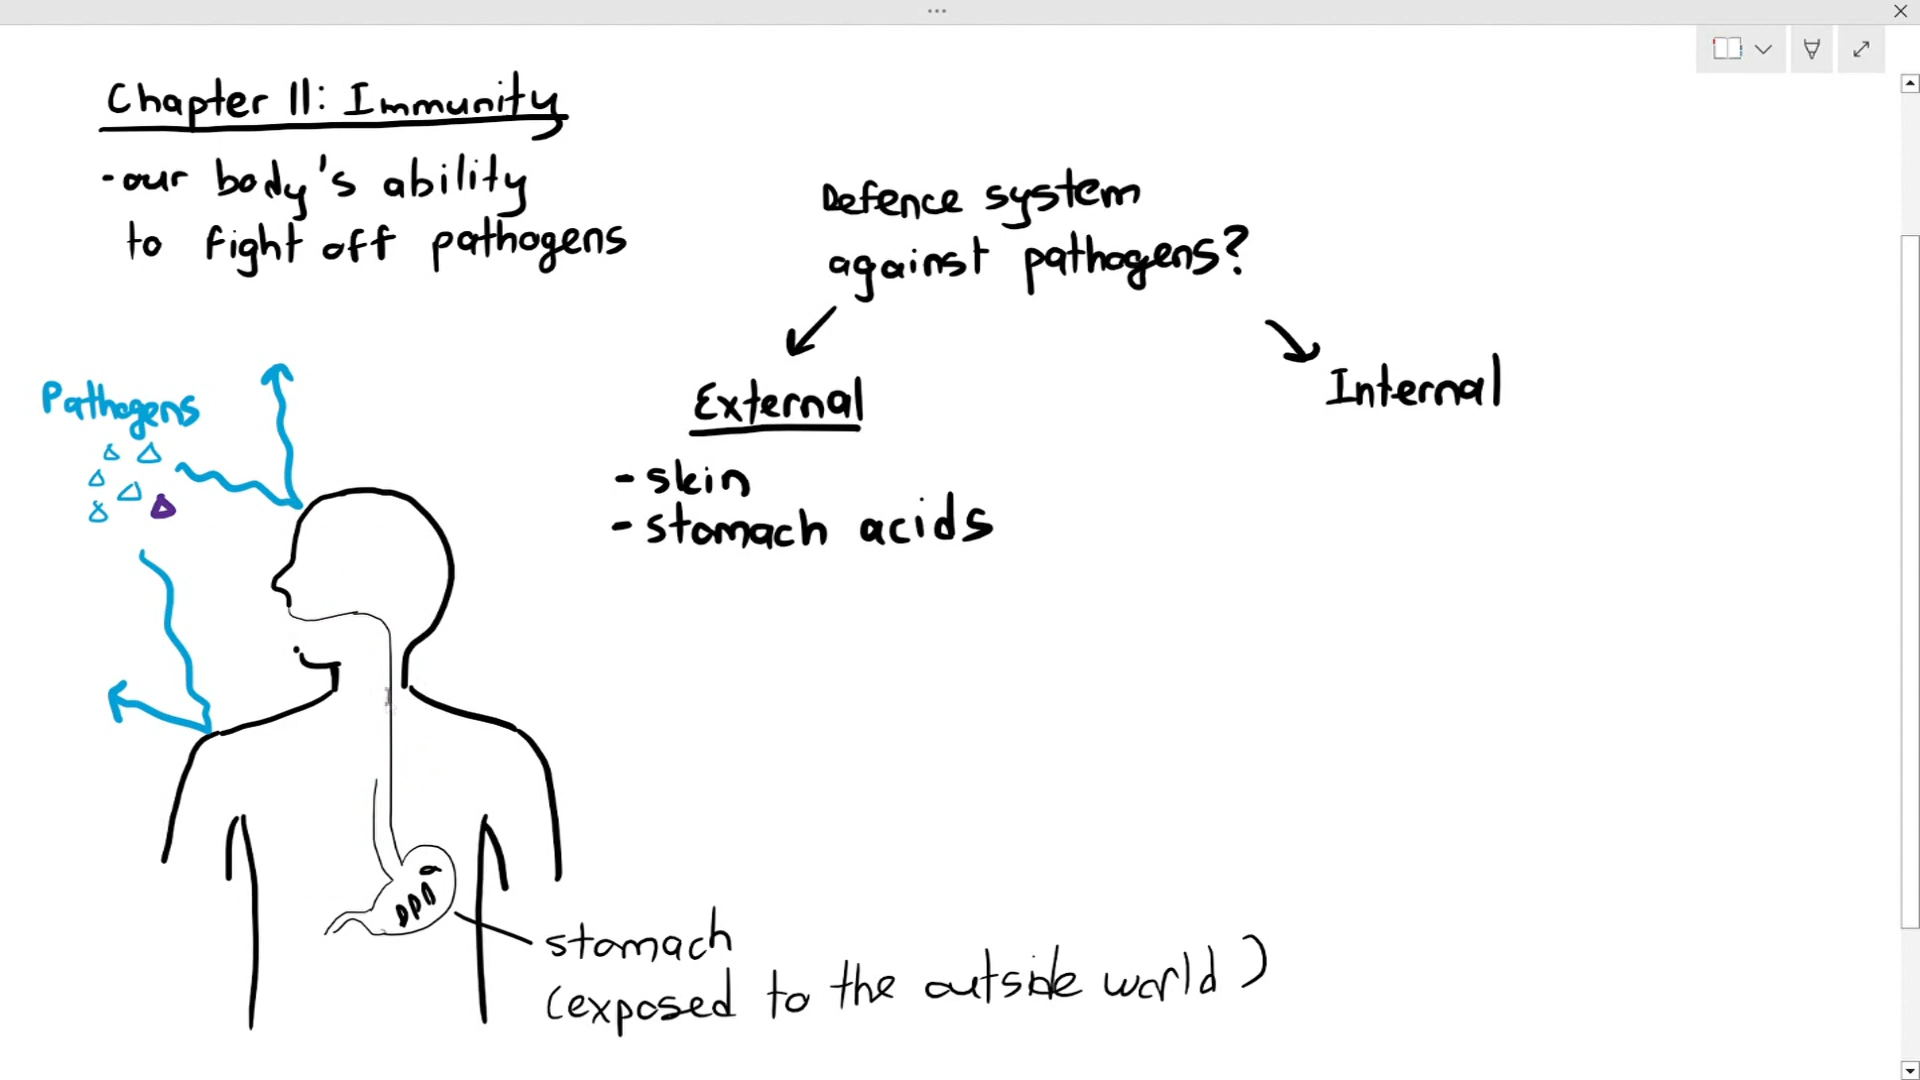 Chapter 11: Immunity
- our body's ability
to fight off pathogens
Defence system
against pathogens?
External
Internal
- skin
- stomach acids
Pathogens
stomach
(exposed to the outside world)